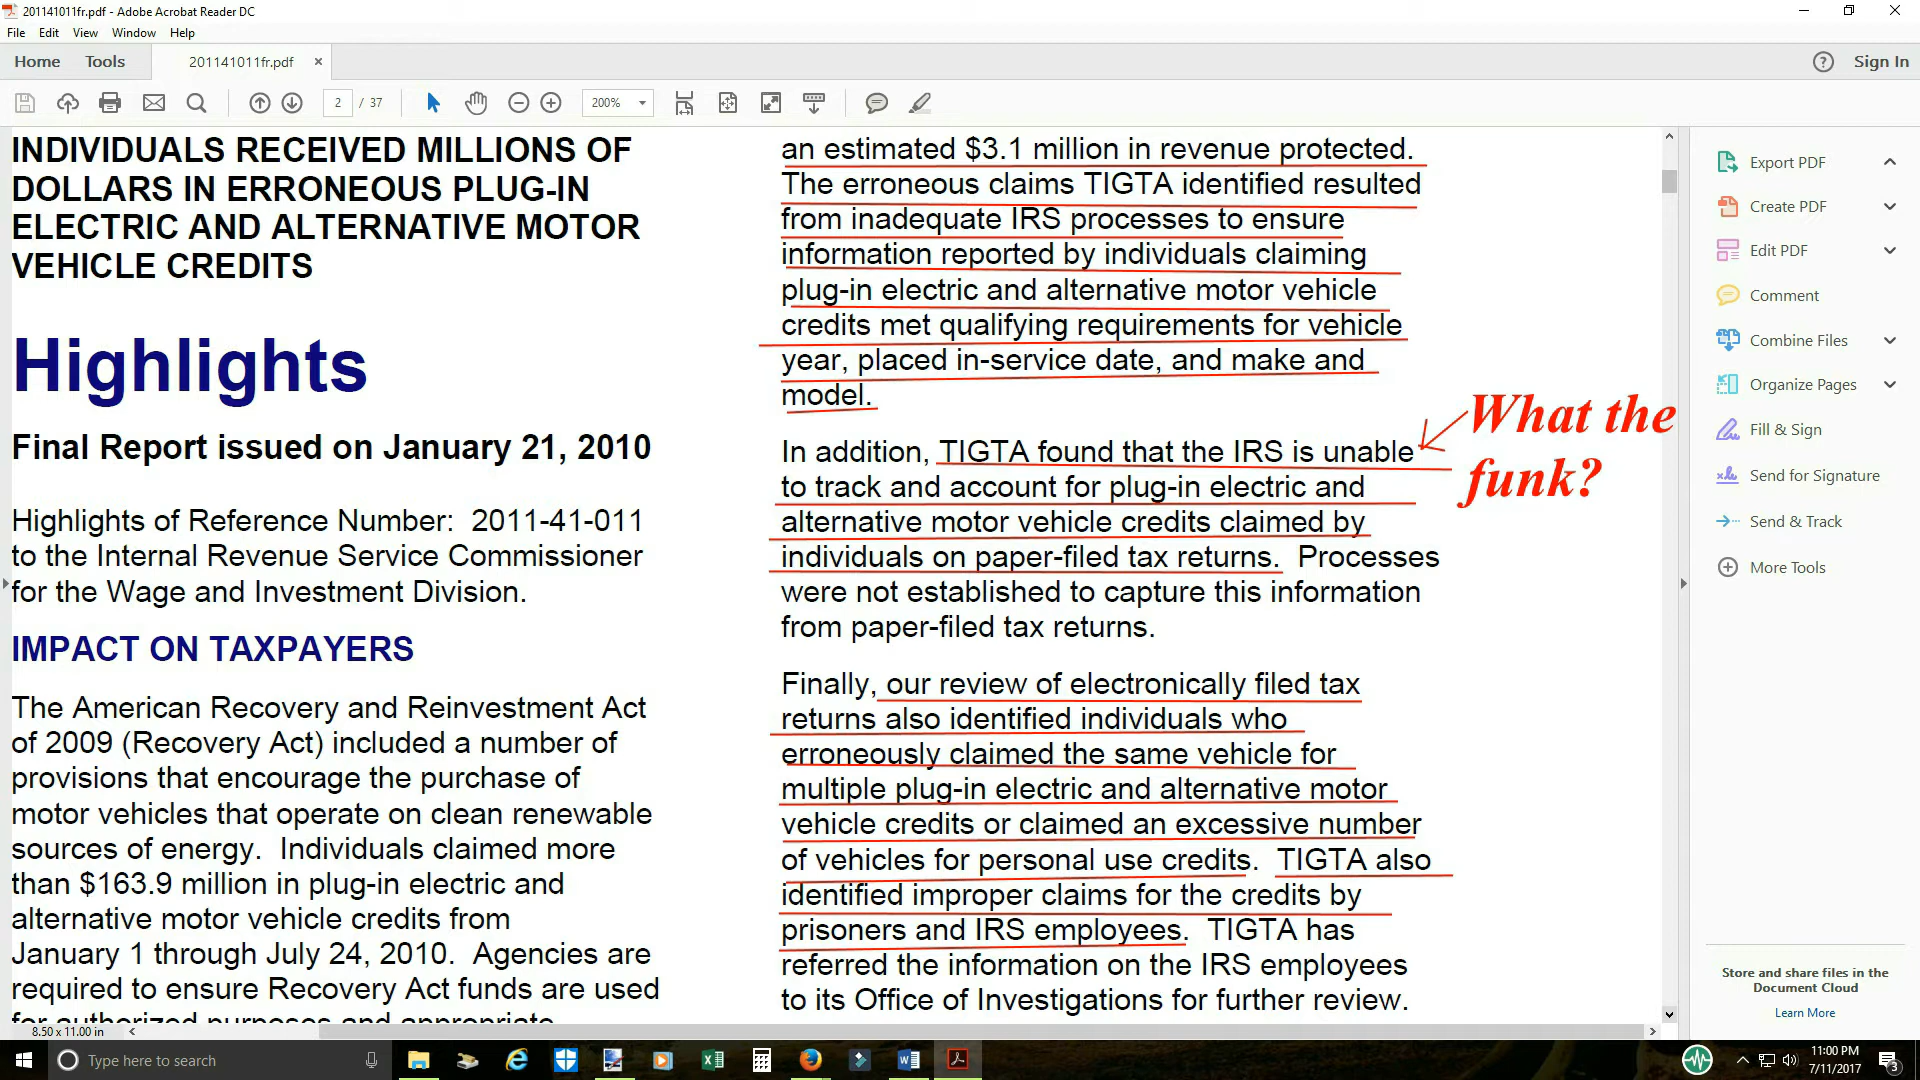 201141011fr.pdf - Adobe Acrobat Reader DC
File Edit View Window Help
Home Tools 201141011fr.pdf × Sign In
2 / 37 200%
INDIVIDUALS RECEIVED MILLIONS OF
DOLLARS IN ERRONEOUS PLUG-IN
ELECTRIC AND ALTERNATIVE MOTOR
VEHICLE CREDITS
Highlights
Final Report issued on January 21, 2010
Highlights of Reference Number: 2011-41-011
to the Internal Revenue Service Commissioner
for the Wage and Investment Division.
IMPACT ON TAXPAYERS
The American Recovery and Reinvestment Act
of 2009 (Recovery Act) included a number of
provisions that encourage the purchase of
motor vehicles that operate on clean renewable
sources of energy. Individuals claimed more
than $163.9 million in plug-in electric and
alternative motor vehicle credits from
January 1 through July 24, 2010. Agencies are
required to ensure Recovery Act funds are used
for authorized purposes and appropriate
an estimated $3.1 million in revenue protected.
The erroneous claims TIGTA identified resulted
from inadequate IRS processes to ensure
information reported by individuals claiming
plug-in electric and alternative motor vehicle
credits met qualifying requirements for vehicle
year, placed in-service date, and make and
model.
In addition, TIGTA found that the IRS is unable
to track and account for plug-in electric and
alternative motor vehicle credits claimed by
individuals on paper-filed tax returns. Processes
were not established to capture this information
from paper-filed tax returns.
Finally, our review of electronically filed tax
returns also identified individuals who
erroneously claimed the same vehicle for
multiple plug-in electric and alternative motor
vehicle credits or claimed an excessive number
of vehicles for personal use credits. TIGTA also
identified improper claims for the credits by
prisoners and IRS employees. TIGTA has
referred the information on the IRS employees
to its Office of Investigations for further review.
What the
funk?
Export PDF
Create PDF
Edit PDF
Comment
Combine Files
Organize Pages
Fill & Sign
Send for Signature
Send & Track
More Tools
Store and share files in the
Document Cloud
Learn More
8.50 x 11.00 in
Type here to search
11:00 PM
7/11/2017
3